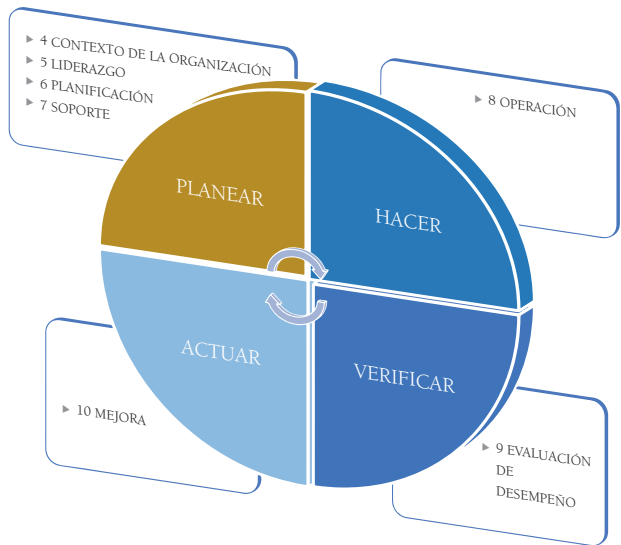 4 CONTEXTO DE LA ORGANIZACIÓN
5 LIDERAZGO
6 PLANIFICACIÓN
7 SOPORTE
8 OPERACIÓN
PLANEAR
HACER
ACTUAR
VERIFICAR
10 MEJORA
9 EVALUACIÓN
DE
DESEMPEÑO